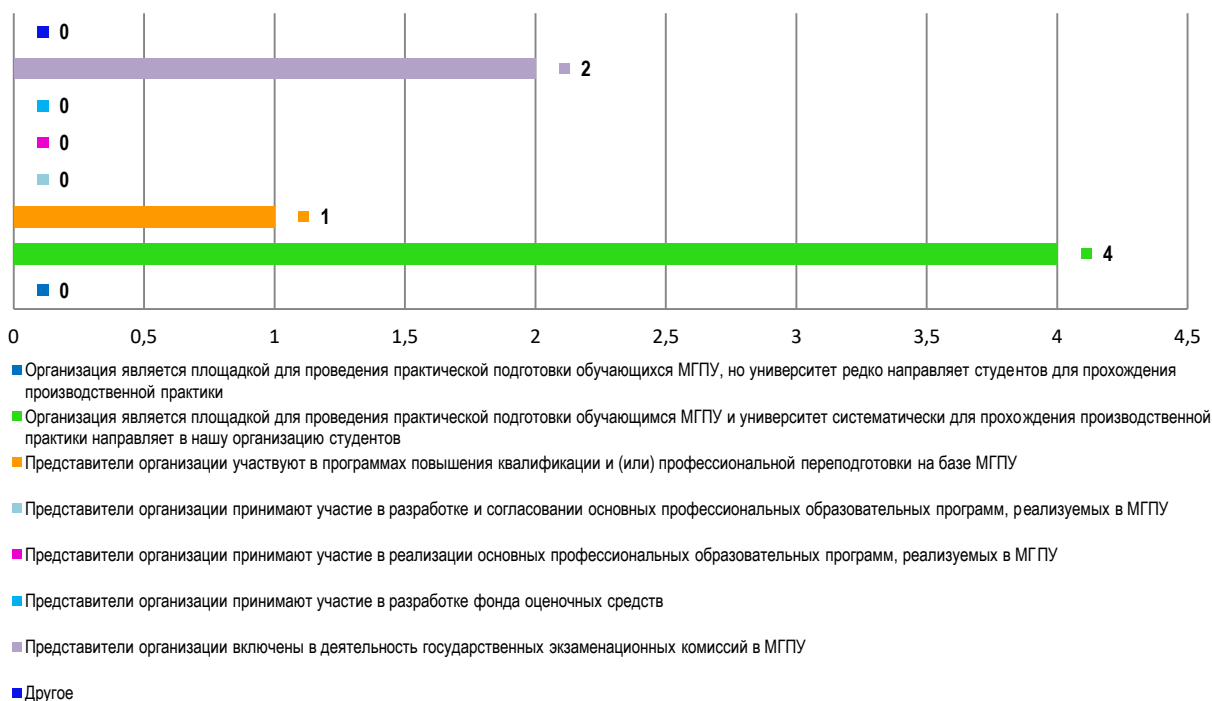 0
2
0
0
0
1
4
0
0 0,5 1 1,5 2 2,5 3 3,5 4 4,5
Организация является площадкой для проведения практической подготовки обучающихся МГПУ, но университет редко направляет студентов для прохождения
производственной практики
Организация является площадкой для проведения практической подготовки обучающимся МГПУ и университет систематически для прохождения производственной
практики направляет в нашу организацию студентов
Представители организации участвуют в программах повышения квалификации и (или) профессиональной переподготовки на базе МГПУ
Представители организации принимают участие в разработке и согласовании основных профессиональных образовательных программ, реализуемых в МГПУ
Представители организации принимают участие в реализации основных профессиональных образовательных программ, реализуемых в МГПУ
Представители организации принимают участие в разработке фонда оценочных средств
Представители организации включены в деятельность государственных экзаменационных комиссий в МГПУ
Другое